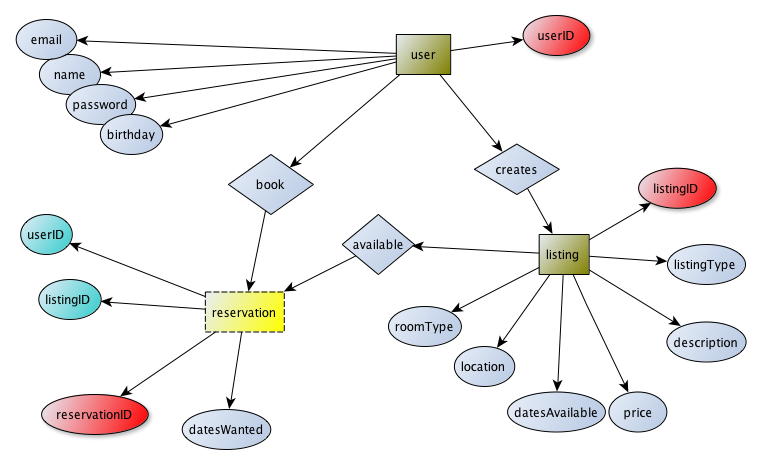 email
user
userID
name
password
birthday
creates
book
listingID
userID
available
listing
listingType
listingID
reservation
roomType
description
location
reservationID
datesWanted
datesAvailable
price